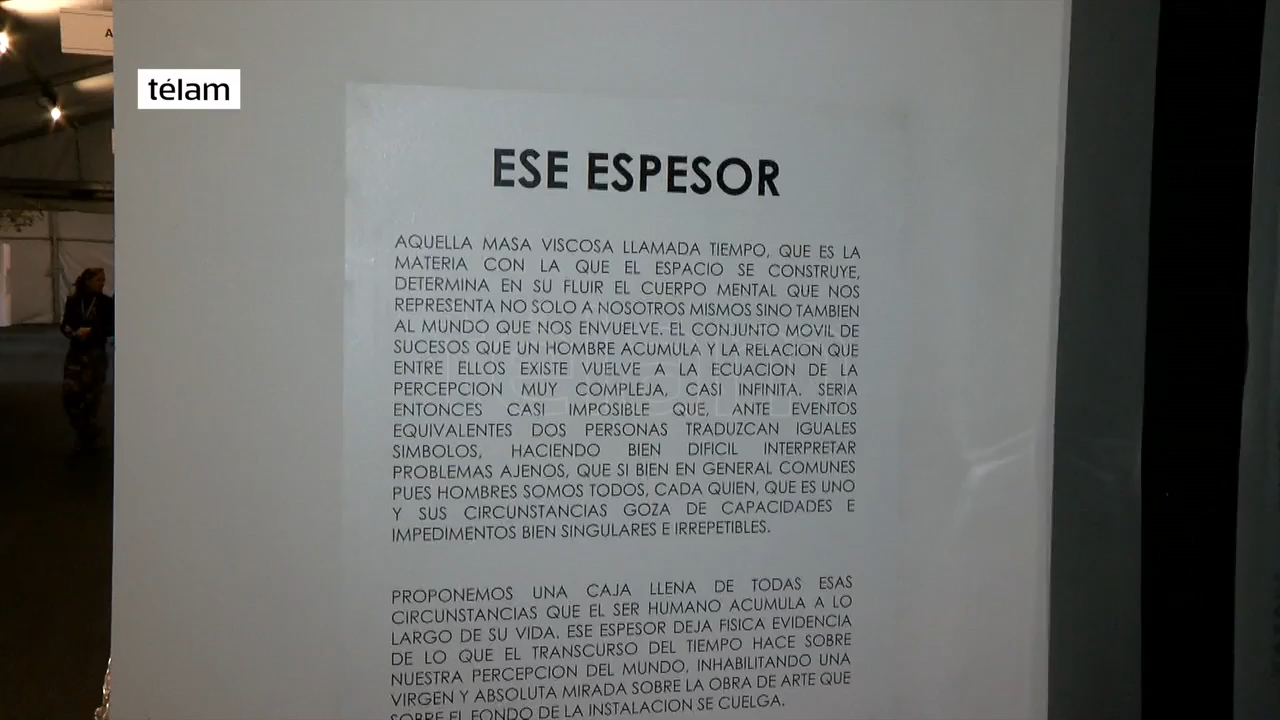 A
télam
ESE ESPESOR
AQUELLA MASA VISCOSA LLAMADA TIEMPO, QUE ES LA
MATERIA CON LA QUE EL ESPACIO SE CONSTRUYE,
DETERMINA EN SU FLUIR EL CUERPO MENTAL QUE NOS
REPRESENTA NO SOLO A NOSOTROS MISMOS SINO TAMBIEN
AL MUNDO QUE NOS ENVUELVE. EL CONJUNTO MOVIL DE
SUCESOS QUE UN HOMBRE ACUMULA Y LA RELACION QUE
ENTRE ELLOS EXISTE VUELVE A LA ECUACION DE LA
PERCEPCION MUY COMPLEJA, CASI INFINITA. SERIA
ENTONCES CASI IMPOSIBLE QUE, ANTE EVENTOS
EQUIVALENTES DOS PERSONAS TRADUZCAN IGUALES
SIMBOLOS, HACIENDO BIEN DIFICIL INTERPRETAR
PROBLEMAS AJENOS, QUE SI BIEN EN GENERAL COMUNES
PUES HOMBRES SOMOS TODOS, CADA QUIEN, QUE ES UNO
Y SUS CIRCUNSTANCIAS GOZA DE CAPACIDADES E
IMPEDIMENTOS BIEN SINGULARES E IRREPETIBLES.
PROPONEMOS UNA CAJA LLENA DE TODAS ESAS
CIRCUNSTANCIAS QUE EL SER HUMANO ACUMULA A LO
LARGO DE SU VIDA. ESE ESPESOR DEJA FISICA EVIDENCIA
DE LO QUE EL TRANSCURSO DEL TIEMPO HACE SOBRE
NUESTRA PERCEPCION DEL MUNDO, INHABILITANDO UNA
VIRGEN Y ABSOLUTA MIRADA SOBRE LA OBRA DE ARTE QUE
SOBRE EL FONDO DE LA INSTALACION SE CUELGA.